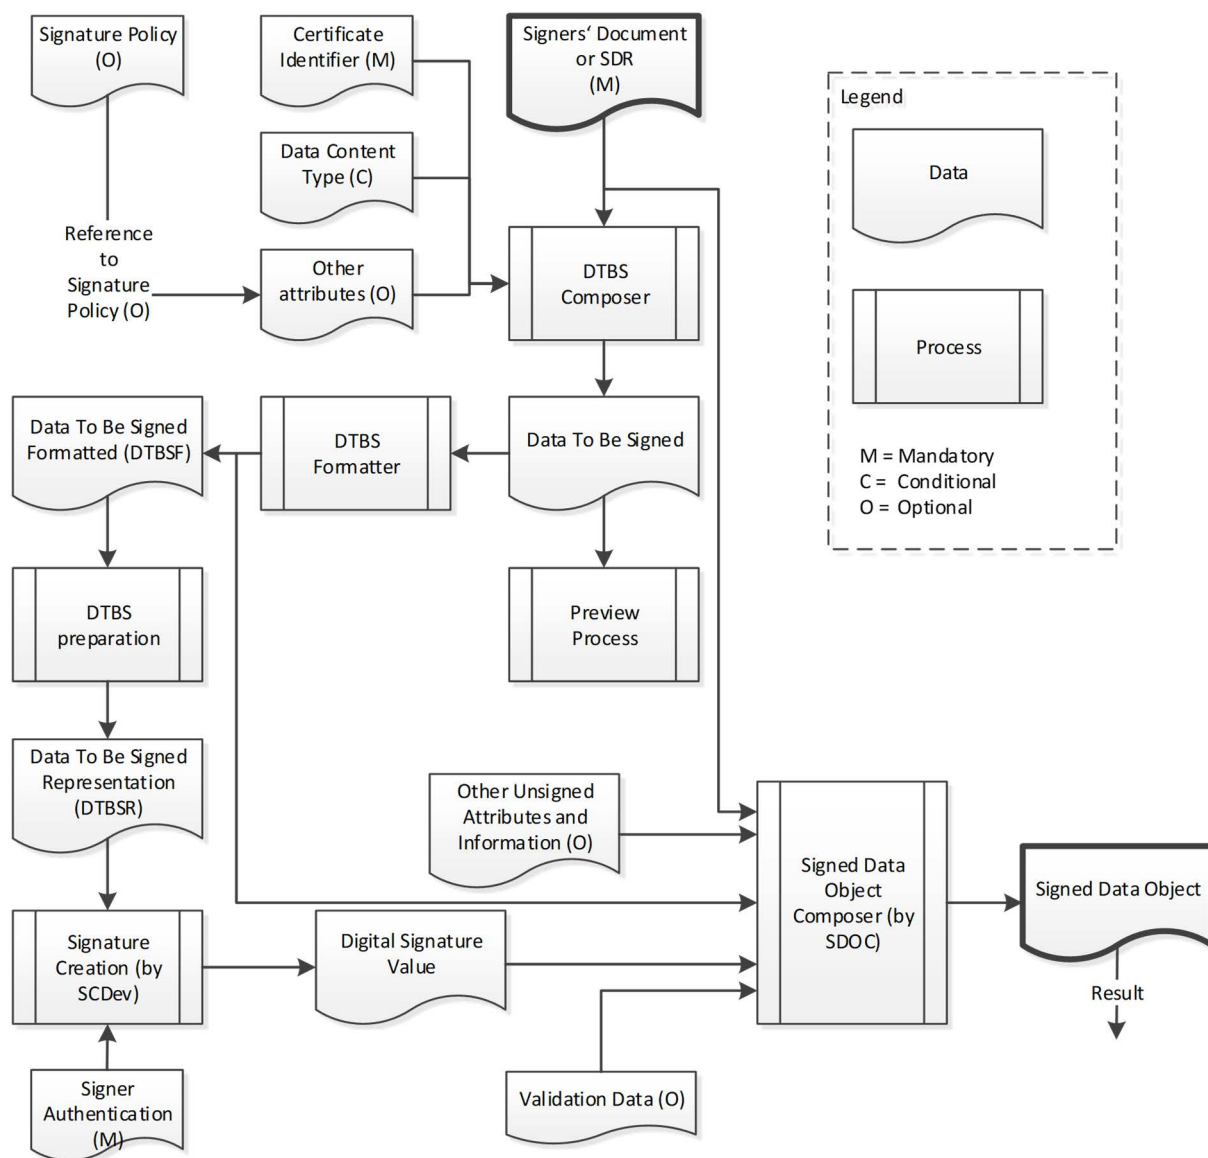 Signature Policy
(O)
Certificate
Identifier (M)
Signers‘ Document
or SDR
(M)
Legend
Data
Data Content
Type (C)
Reference
to
Signature
Policy (O)
Other
attributes (O)
DTBS
Composer
Process
Data To Be Signed
Formatted (DTBSF)
DTBS
Formatter
Data To Be Signed
M = Mandatory
C = Conditional
O = Optional
DTBS
preparation
Preview
Process
Data To Be Signed
Representation
(DTBSR)
Other Unsigned
Attributes and
Information (O)
Signed Data
Object
Composer (by
SDOC)
Signed Data Object
Signature
Creation (by
SCDev)
Digital Signature
Value
Result
Signer
Authentication
(M)
Validation Data (O)